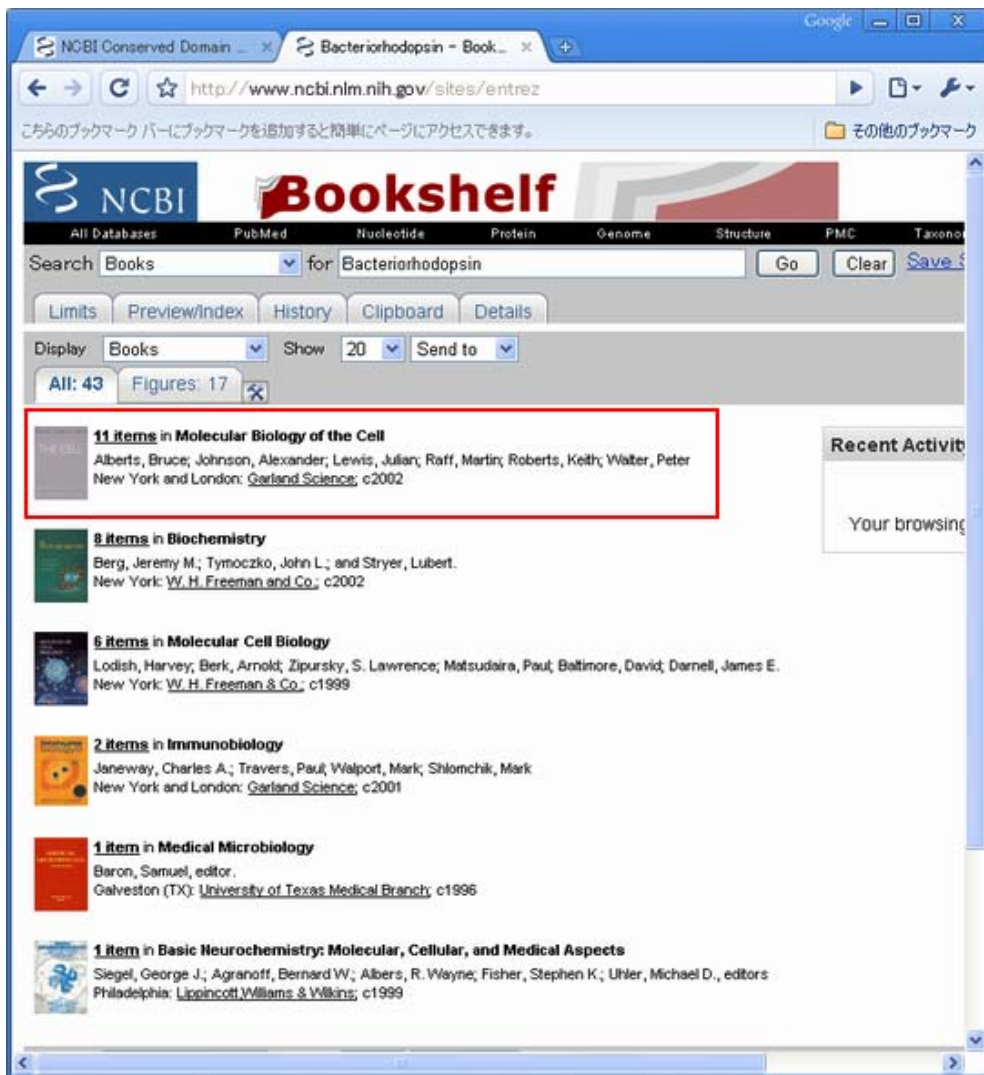 Google
NCBI Conserved Domain ...
Bacteriorhodopsin - Book...
http://www.ncbi.nlm.nih.gov/sites/entrez
こちらのブックマーク バーにブックマークを追加すると簡単にページにアクセスできます。
その他のブックマーク
NCBI
Bookshelf
All Databases PubMed Nucleotide Protein Genome Structure PMC Taxono
Search Books for Bacteriorhodopsin Go Clear Save S
Limits Preview/Index History Clipboard Details
Display Books Show 20 Send to
All: 43 Figures: 17
THE CELL
11 items in Molecular Biology of the Cell
Alberts, Bruce; Johnson, Alexander; Lewis, Julian; Raff, Martin; Roberts, Keith; Walter, Peter
New York and London: Garland Science; c2002
Recent Activit
Your browsing
8 items in Biochemistry
Berg, Jeremy M.; Tymoczko, John L.; and Stryer, Lubert.
New York: W. H. Freeman and Co.; c2002
6 items in Molecular Cell Biology
Lodish, Harvey; Berk, Arnold; Zipursky, S. Lawrence; Matsudaira, Paul; Baltimore, David; Darnell, James E.
New York: W. H. Freeman & Co.; c1999
2 items in Immunobiology
Janeway, Charles A.; Travers, Paul; Walport, Mark; Shlomchik, Mark
New York and London: Garland Science; c2001
1 item in Medical Microbiology
Baron, Samuel, editor.
Galveston (TX): University of Texas Medical Branch; c1996
1 item in Basic Neurochemistry: Molecular, Cellular, and Medical Aspects
Siegel, George J.; Agranoff, Bernard W.; Albers, R. Wayne; Fisher, Stephen K.; Uhler, Michael D., editors
Philadelphia: Lippincott,Williams & Wilkins; c1999